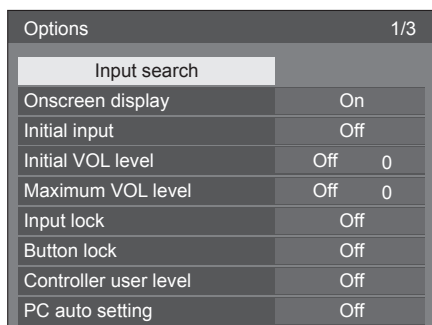 Options 1/3
Input search
Onscreen display On
Initial input Off
Initial VOL level Off 0
Maximum VOL level Off 0
Input lock Off
Button lock Off
Controller user level Off
PC auto setting Off